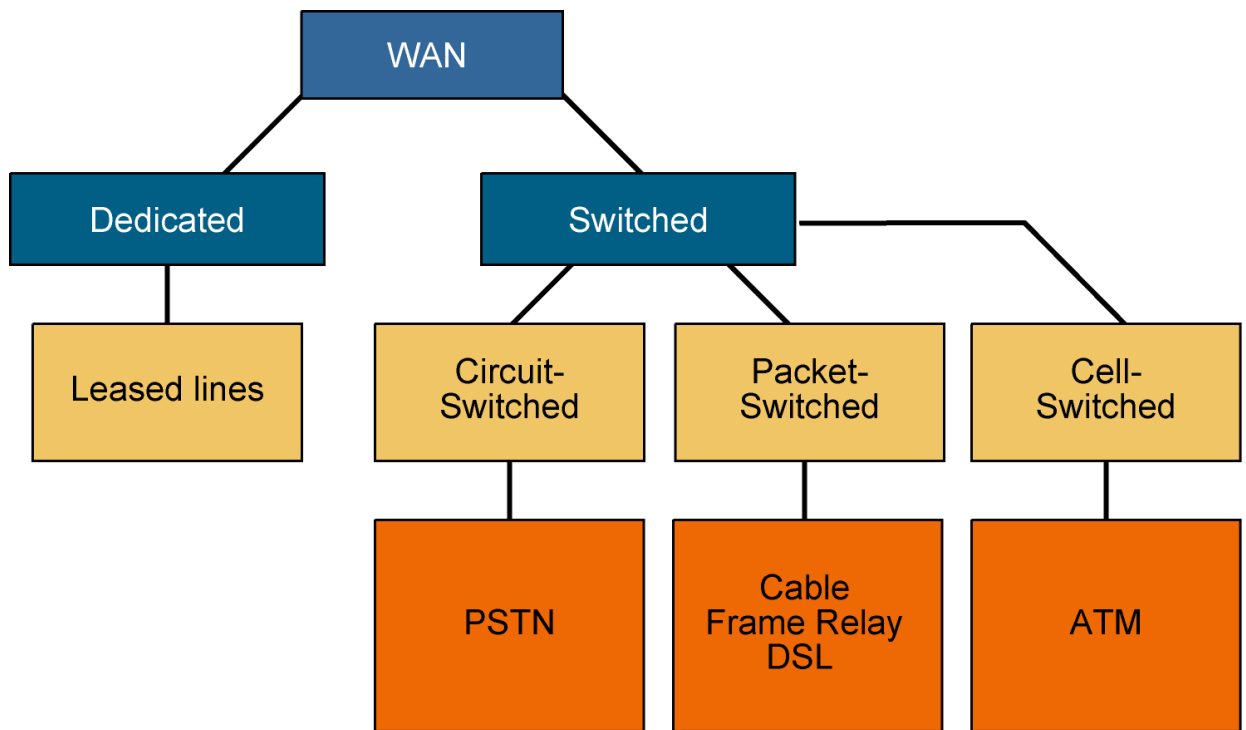 WAN
Dedicated
Switched
Leased lines
Circuit-
Switched
Packet-
Switched
Cell-
Switched
PSTN
Cable
Frame Relay
DSL
ATM